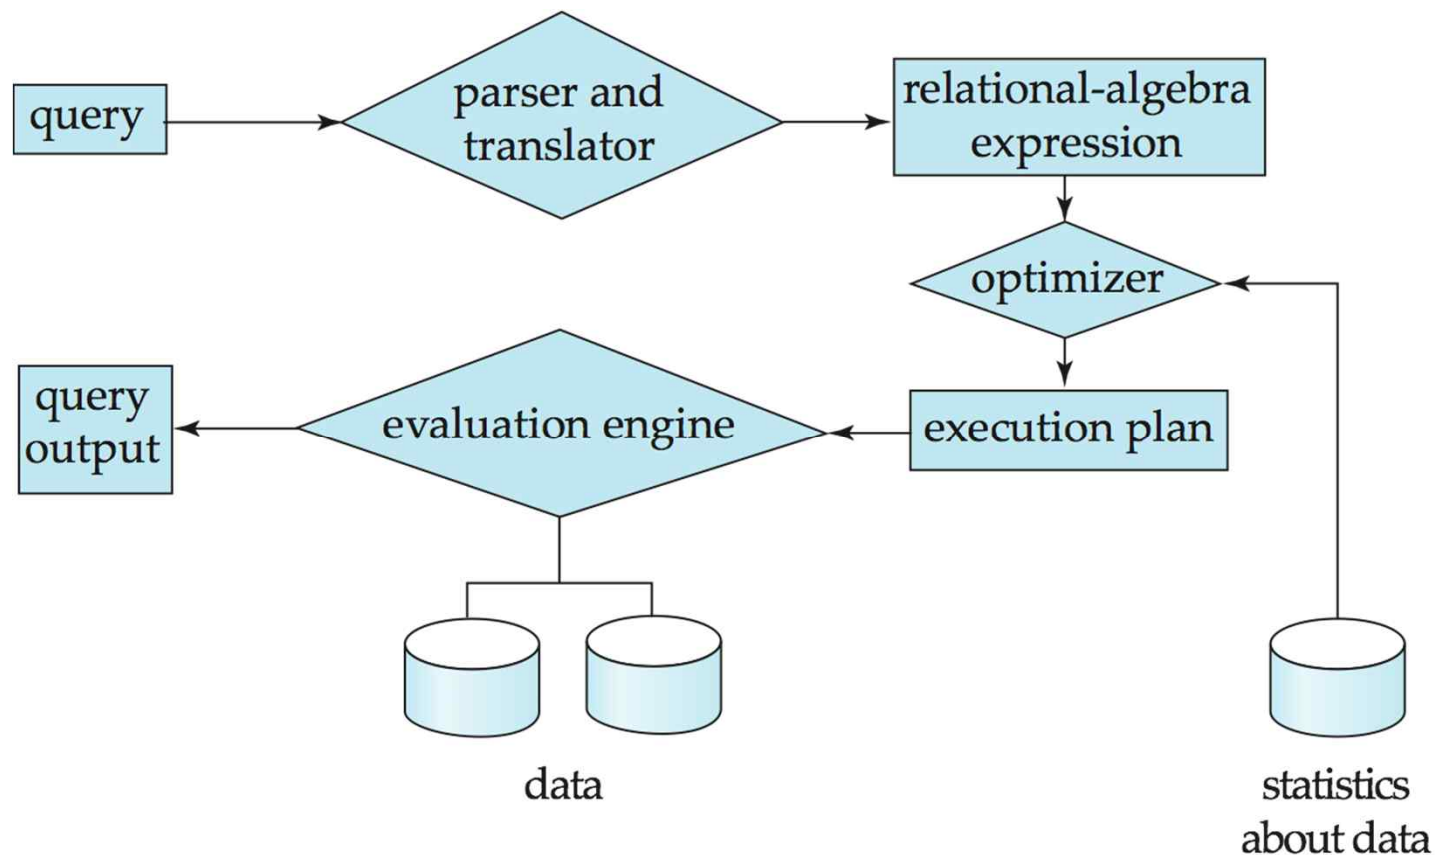 query
parser and
translator
relational-algebra
expression
optimizer
query
output
evaluation engine
execution plan
data
statistics
about data